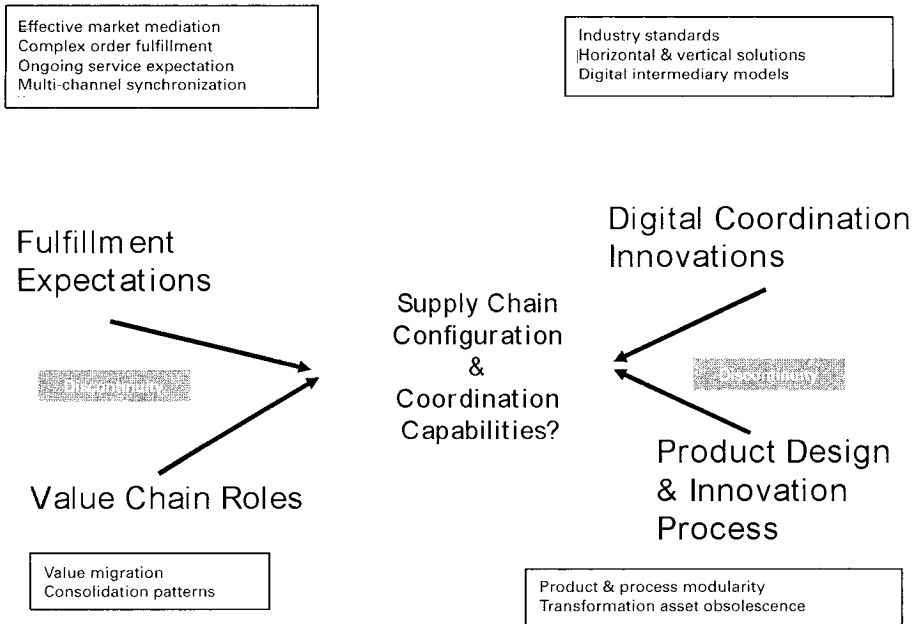 Effective market mediation
Complex order fulfillment
Ongoing service expectation
Multi-channel synchronization
Industry standards
Horizontal & vertical solutions
Digital intermediary models
Fulfillment
Expectations
Digital Coordination
Innovations
Supply Chain
Configuration
&
Coordination
Capabilities?
Discontinuity
Discontinuity
Value Chain Roles
Product Design
& Innovation
Process
Value migration
Consolidation patterns
Product & process modularity
Transformation asset obsolescence